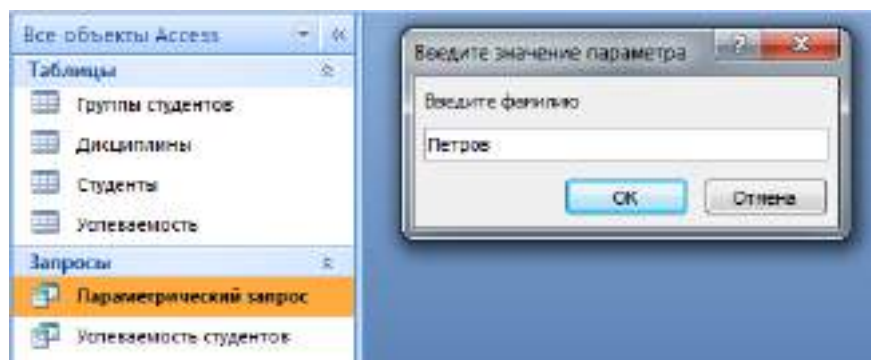 Все объекты Access
Таблицы
Группы студентов
Дисциплины
Студенты
Успеваемость
Запросы
Параметрический запрос
Успеваемость студентов
Введите значение параметра
Введите фамилию
Петров
ОК
Отмена